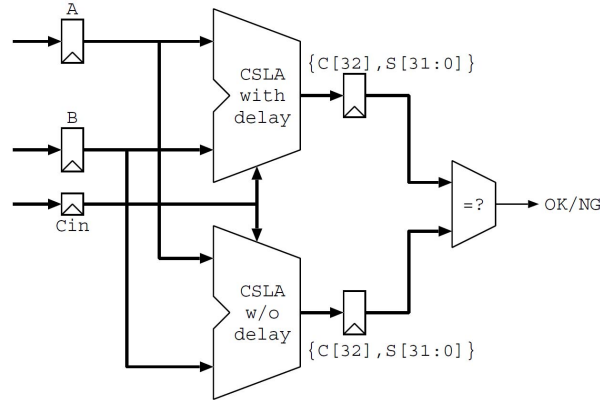 A
CSLA
with
delay
{C[32],S[31:0]}
B
Cin
=?
OK/NG
CSLA
w/o
delay
{C[32],S[31:0]}